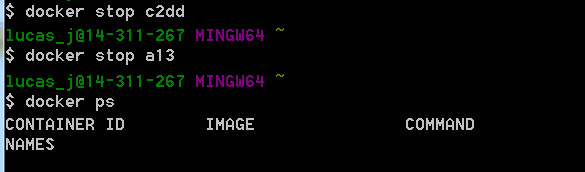 $ docker stop c2dd
lucas_j@14-311-267 MINGW64 ~
$ docker stop a13
lucas_j@14-311-267 MINGW64 ~
$ docker ps
CONTAINER ID IMAGE COMMAND
NAMES